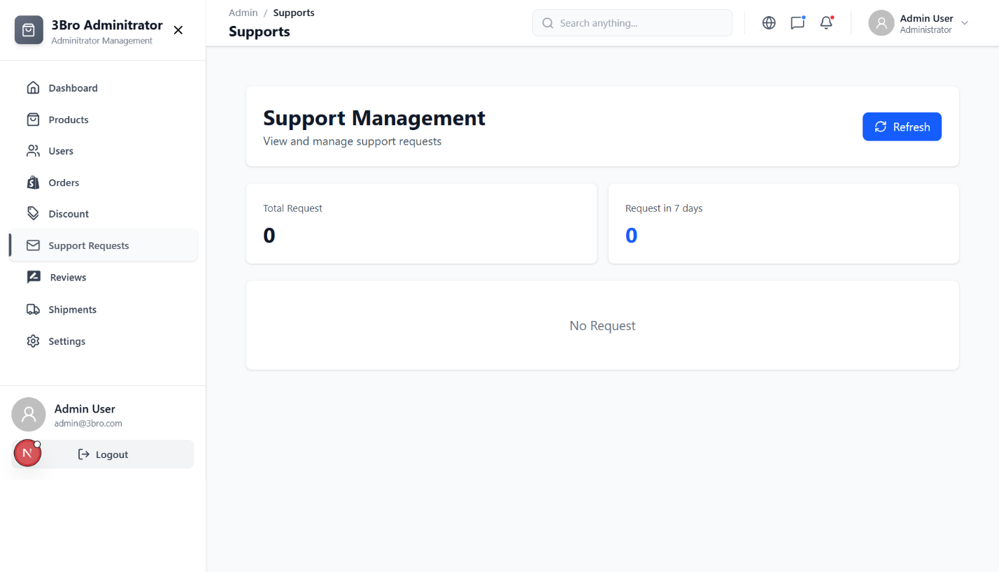 3Bro Adminitrator
Adminitrator Management
Dashboard
Products
Users
Orders
Discount
Support Requests
Reviews
Shipments
Settings
Admin User
admin@3bro.com
N
Logout
Admin / Supports
Supports
Search anything...
Admin User
Administrator
Support Management
View and manage support requests
Refresh
Total Request
0
Request in 7 days
0
No Request